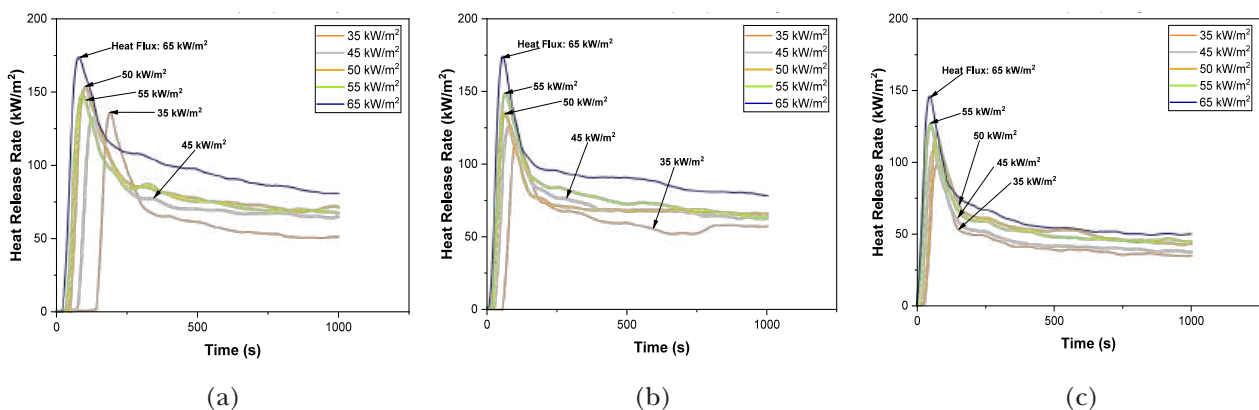 200
150
100
50
0
0
500
1000
Heat Release Rate (kW/m²)
Time (s)
Heat Flux: 65 kW/m²
50 kW/m²
55 kW/m²
35 kW/m²
45 kW/m²
35 kW/m²
45 kW/m²
50 kW/m²
55 kW/m²
65 kW/m²
(a)
200
150
100
50
0
0
500
1000
Heat Release Rate (kW/m²)
Time (s)
Heat Flux: 65 kW/m²
55 kW/m²
50 kW/m²
45 kW/m²
35 kW/m²
35 kW/m²
45 kW/m²
50 kW/m²
55 kW/m²
65 kW/m²
(b)
200
150
100
50
0
0
500
1000
Heat Release Rate (kW/m²)
Time (s)
Heat Flux: 65 kW/m²
55 kW/m²
50 kW/m²
45 kW/m²
35 kW/m²
35 kW/m²
45 kW/m²
50 kW/m²
55 kW/m²
65 kW/m²
(c)